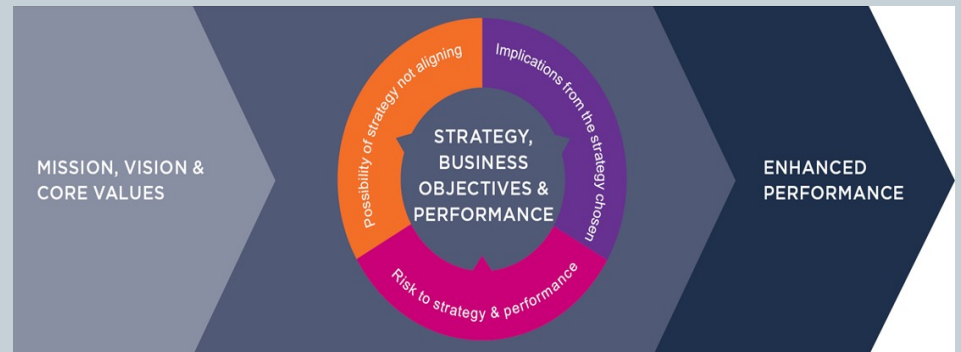 MISSION, VISION &
CORE VALUES
Possibility of strategy not aligning
Implications from the strategy chosen
STRATEGY,
BUSINESS
OBJECTIVES &
PERFORMANCE
Risk to strategy & performance
ENHANCED
PERFORMANCE